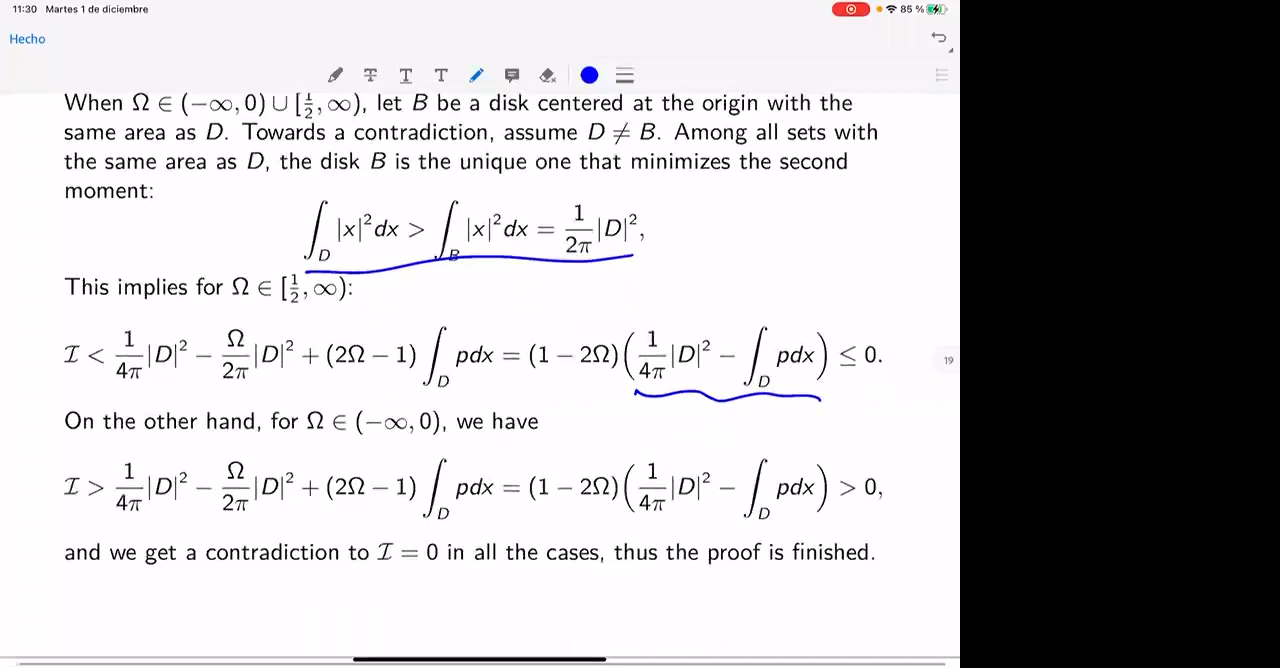 11:30 Martes 1 de diciembre 85 %
Hecho
When Ω ∈ (−∞, 0) ∪ [1/2, ∞), let B be a disk centered at the origin with the
same area as D. Towards a contradiction, assume D ≠ B. Among all sets with
the same area as D, the disk B is the unique one that minimizes the second
moment:
∫_D |x|² dx > ∫_B |x|² dx = 1/2π |D|²,
This implies for Ω ∈ [1/2, ∞):
I < 1/4π |D|² − Ω/2π |D|² + (2Ω − 1) ∫_D pdx = (1 − 2Ω)(1/4π |D|² − ∫_D pdx) ≤ 0.
19
On the other hand, for Ω ∈ (−∞, 0), we have
I > 1/4π |D|² − Ω/2π |D|² + (2Ω − 1) ∫_D pdx = (1 − 2Ω)(1/4π |D|² − ∫_D pdx) > 0,
and we get a contradiction to I = 0 in all the cases, thus the proof is finished.